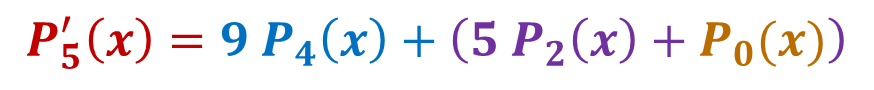 P′₅(x) = 9 P₄(x) + (5 P₂(x) + P₀(x))